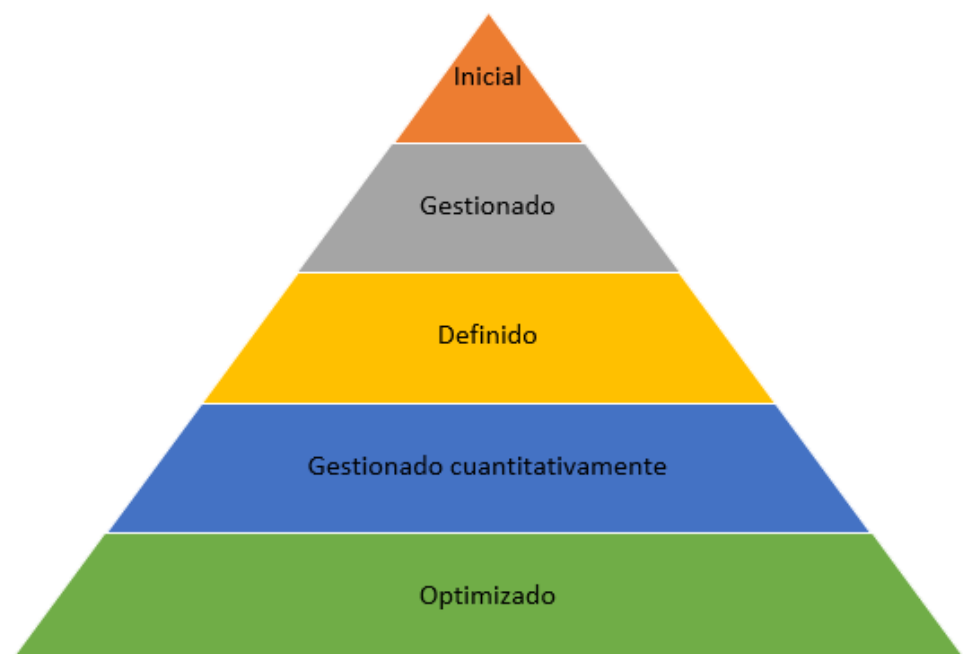 Inicial
Gestionado
Definido
Gestionado cuantitativamente
Optimizado